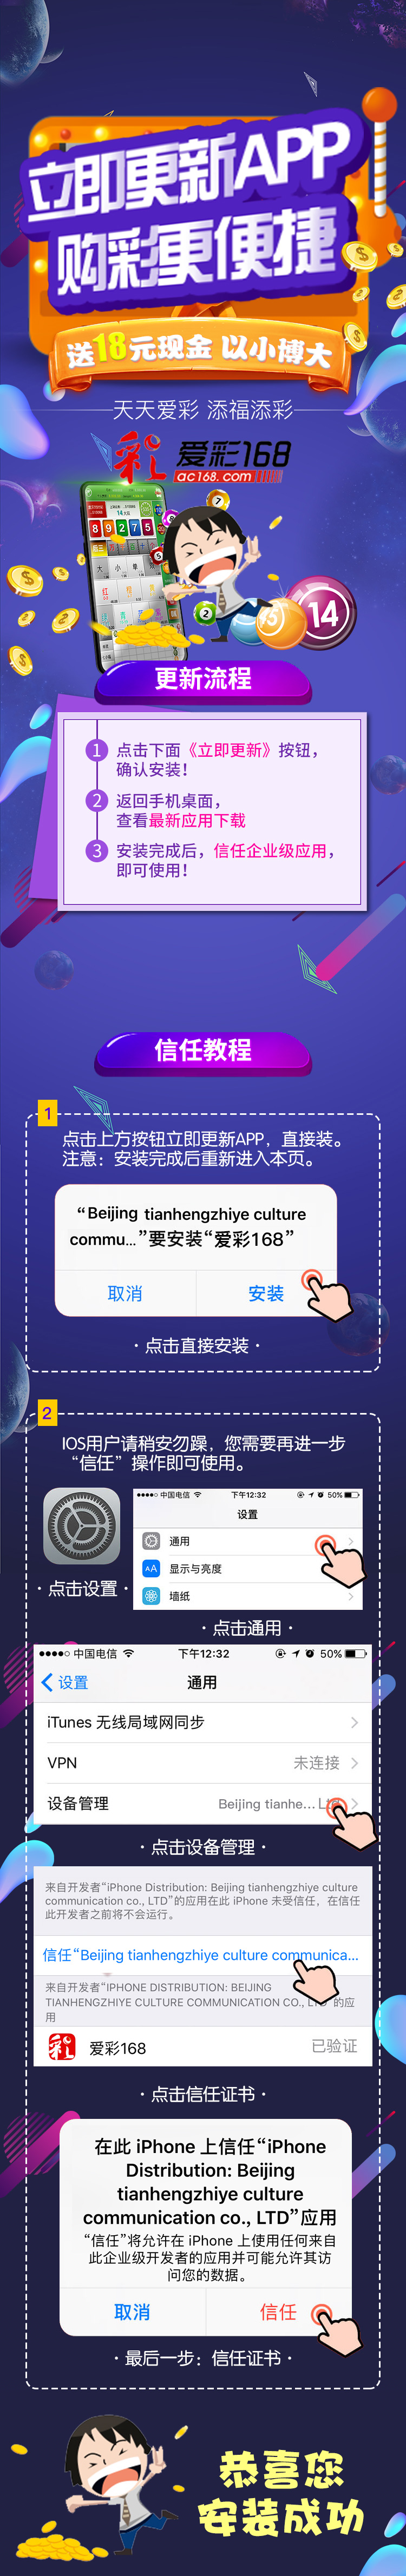 立即更新APP
购彩更便捷
送18元现金 以小博大
天天爱彩 添福添彩
爱彩168
ac168.com
8 9 2 7 5
大 小 单
7
5
2
14
更新流程
1 点击下面《立即更新》按钮，
确认安装！
2 返回手机桌面，
查看最新应用下载
3 安装完成后，信任企业级应用，
即可使用！
信任教程
1
点击上方按钮立即更新APP，直接装。
注意：安装完成后重新进入本页。
“Beijing tianhengzhiye culture
commu...”要安装“爱彩168”
取消 安装
·点击直接安装·
2
IOS用户请稍安勿躁，您需要再进一步
“信任”操作即可使用。
中国电信 下午12:32 50%
设置
通用
AA 显示与亮度
墙纸
·点击设置·
·点击通用·
中国电信 下午12:32 50%
设置 通用
iTunes 无线局域网同步
VPN 未连接
设备管理 Beijing tianhe...
·点击设备管理·
来自开发者“iPhone Distribution: Beijing tianhengzhiye culture
communication co., LTD”的应用在此 iPhone 未受信任，在信任
此开发者之前将不会运行。
信任“Beijing tianhengzhiye culture communica...
来自开发者“IPHONE DISTRIBUTION: BEIJING
TIANHENGZHIYE CULTURE COMMUNICATION CO., LTD”的应
用
爱彩168 已验证
·点击信任证书·
在此 iPhone 上信任“iPhone
Distribution: Beijing
tianhengzhiye culture
communication co., LTD”应用
“信任”将允许在 iPhone 上使用任何来自
此企业级开发者的应用并可能允许其访
问您的数据。
取消 信任
·最后一步：信任证书·
恭喜您
安装成功